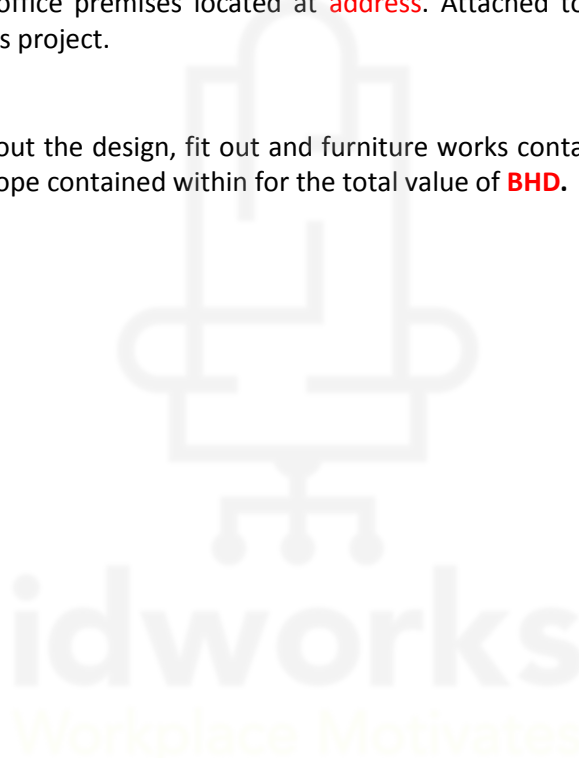 office premises located at address. Attached to
s project.
out the design, fit out and furniture works conta
ope contained within for the total value of BHD.
idworks
Workplace Motivates